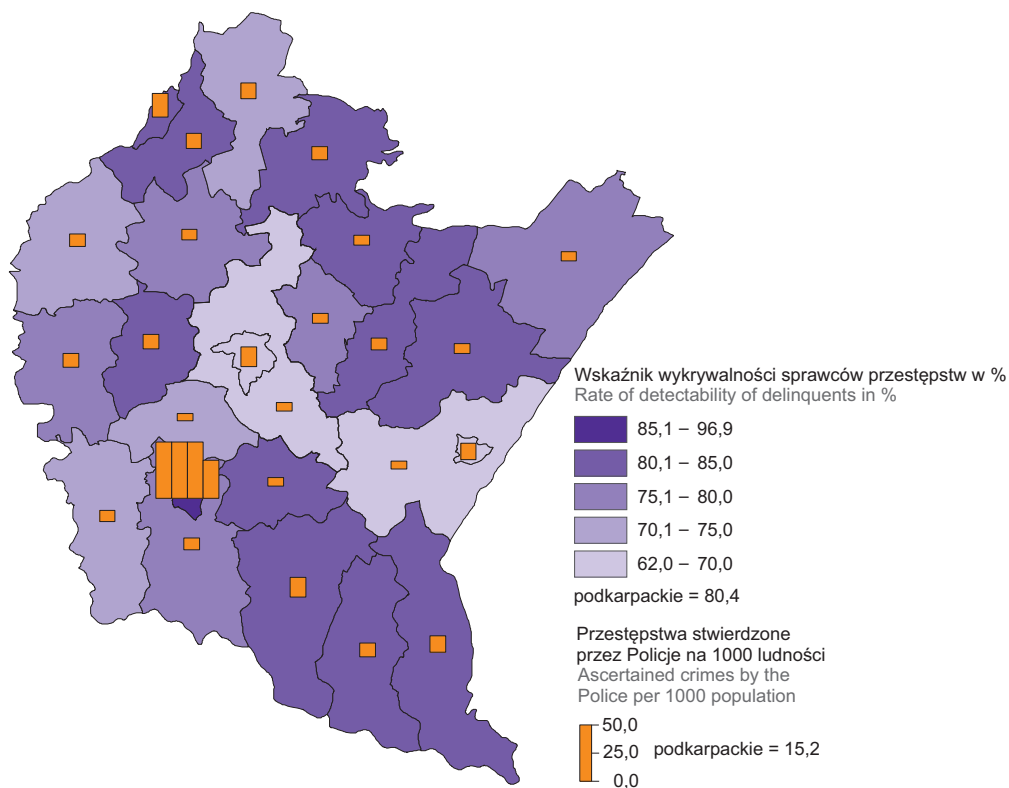 Wskaźnik wykrywalności sprawców przestępstw w %
Rate of detectability of delinquents in %
85,1 – 96,9
80,1 – 85,0
75,1 – 80,0
70,1 – 75,0
62,0 – 70,0
podkarpackie = 80,4
Przestępstwa stwierdzone
przez Policje na 1000 ludności
Ascertained crimes by the
Police per 1000 population
50,0
25,0 podkarpackie = 15,2
0,0